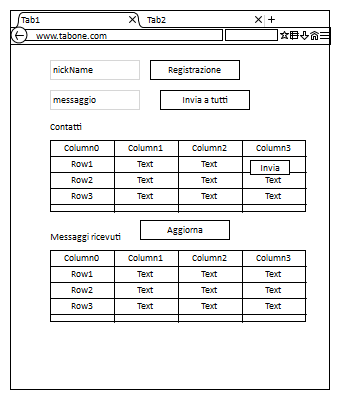 Tab1 Tab2
www.tabone.com
nickName Registrazione
messaggio Invia a tutti
Contatti
Column0 Column1 Column2 Column3
Row1 Text Text Invia
Row2 Text Text Text
Row3 Text Text Text
Messaggi ricevuti Aggiorna
Column0 Column1 Column2 Column3
Row1 Text Text Text
Row2 Text Text Text
Row3 Text Text Text